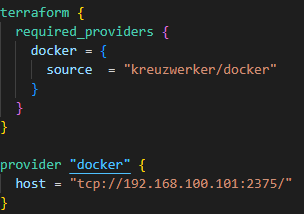 terraform {
  required_providers {
    docker = {
      source  = "kreuzwerker/docker"
    }
  }
}

provider "docker" {
  host = "tcp://192.168.100.101:2375/"
}